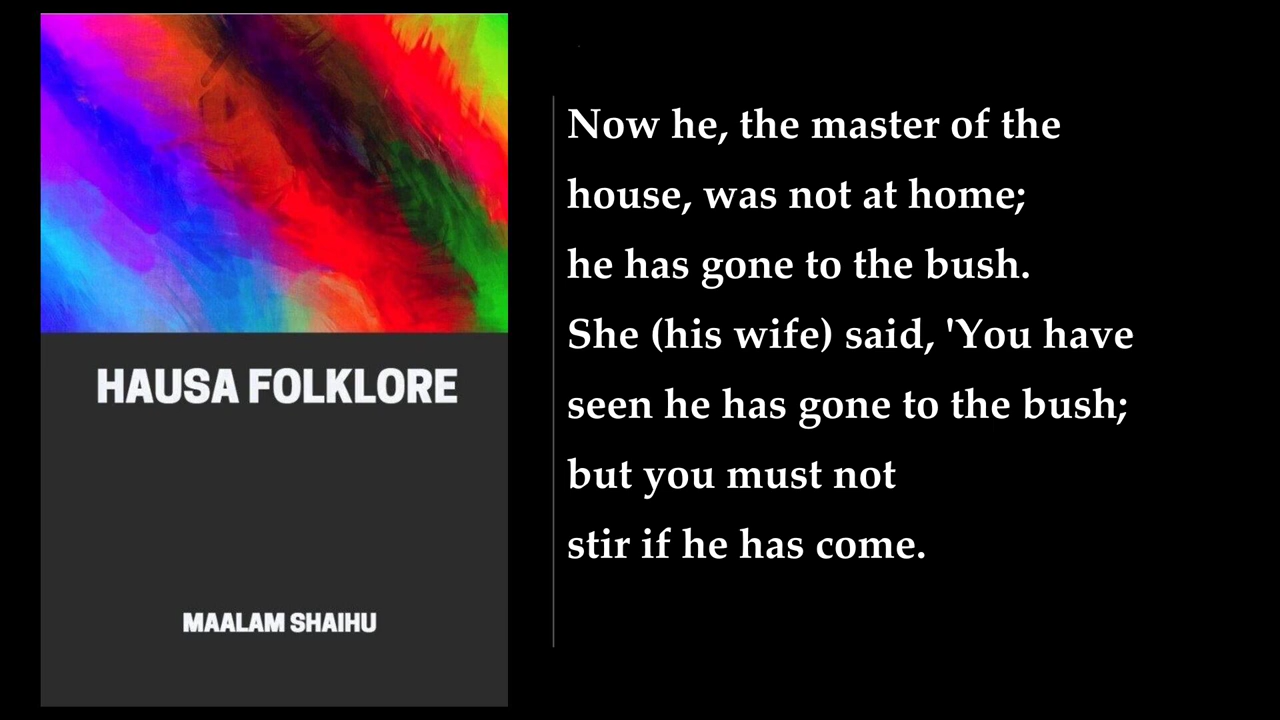 HAUSA FOLKLORE
MAALAM SHAIHU
Now he, the master of the
house, was not at home;
he has gone to the bush.
She (his wife) said, 'You have
seen he has gone to the bush;
but you must not
stir if he has come.